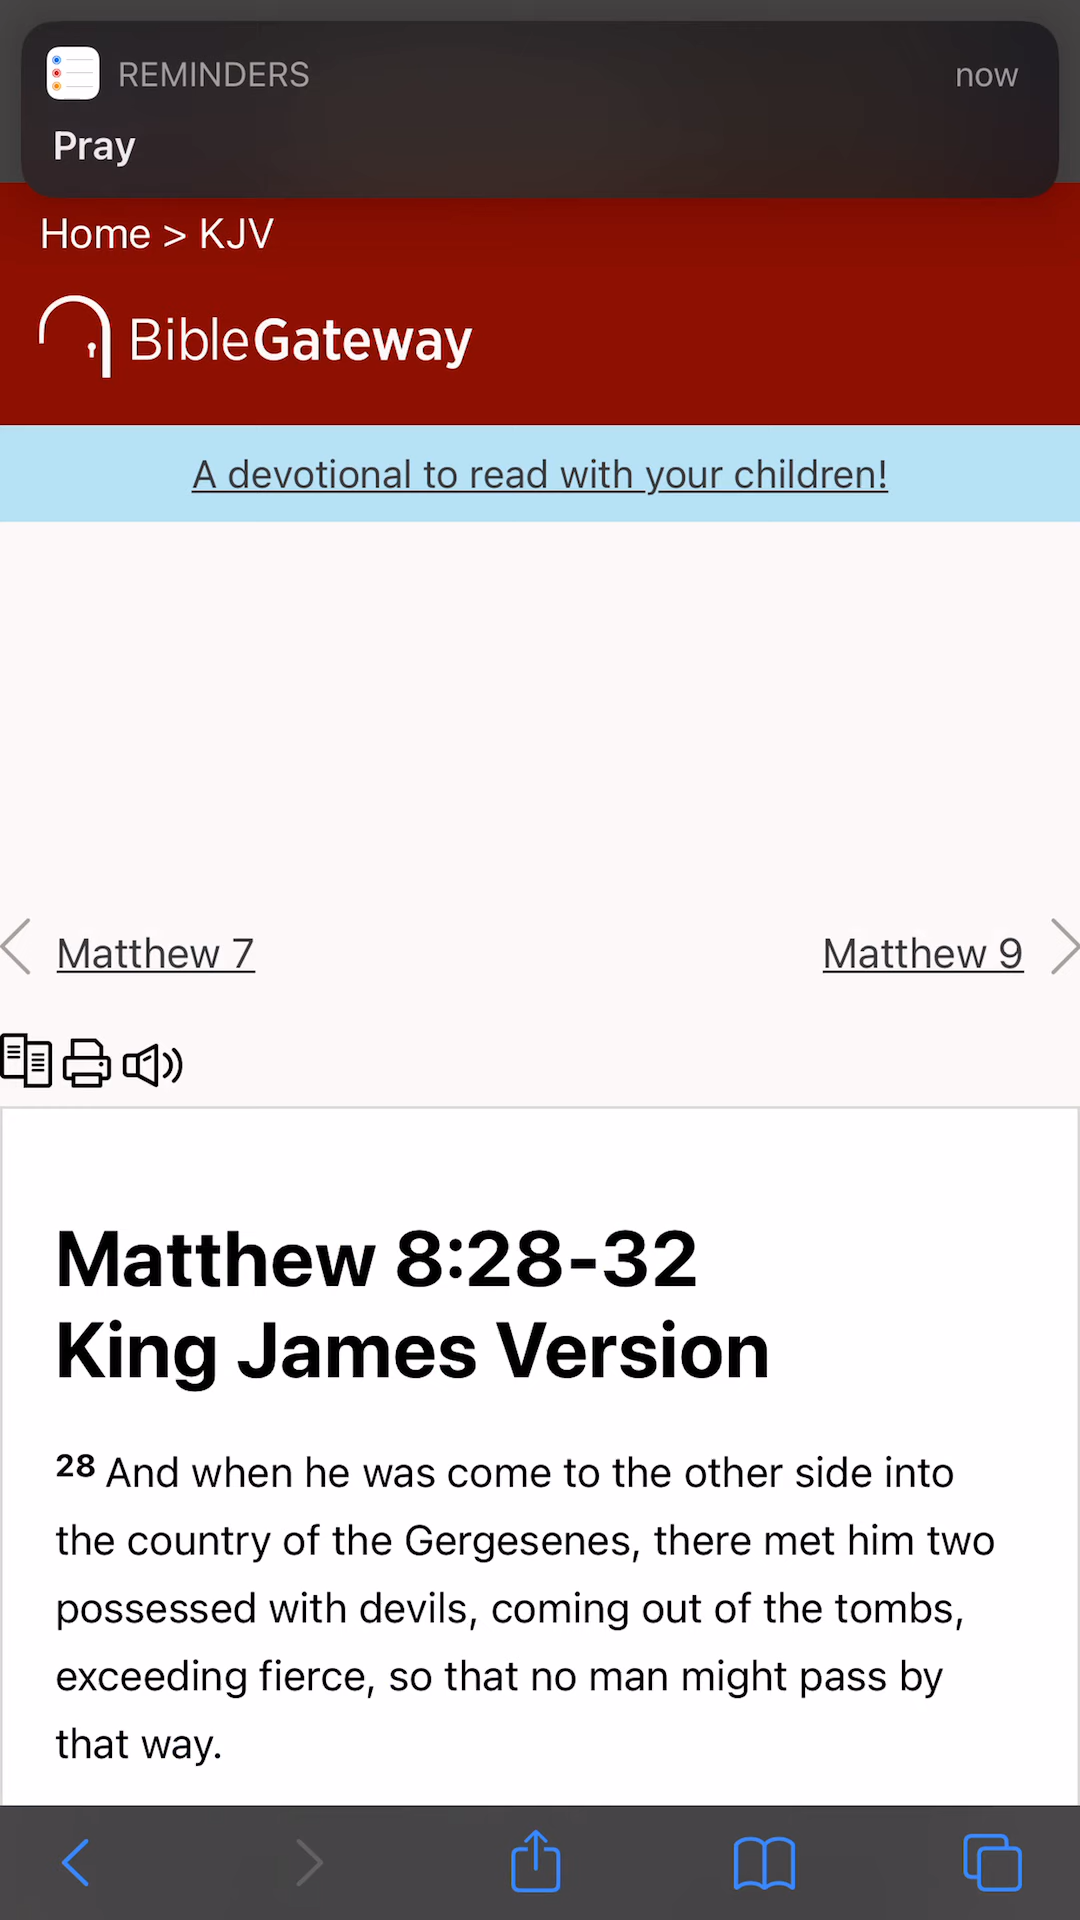 REMINDERS now
Pray
Home > KJV
BibleGateway
A devotional to read with your children!
Matthew 7 Matthew 9
Matthew 8:28-32
King James Version
28 And when he was come to the other side into
the country of the Gergesenes, there met him two
possessed with devils, coming out of the tombs,
exceeding fierce, so that no man might pass by
that way.